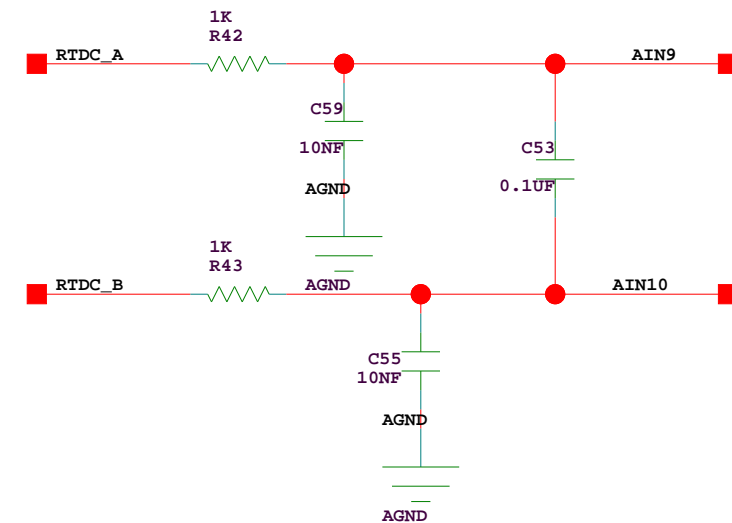 1K
R42
RTDC_A
AIN9
C59
10NF
C53
0.1UF
AGND
1K
R43
RTDC_B
AGND
AIN10
C55
10NF
AGND
AGND